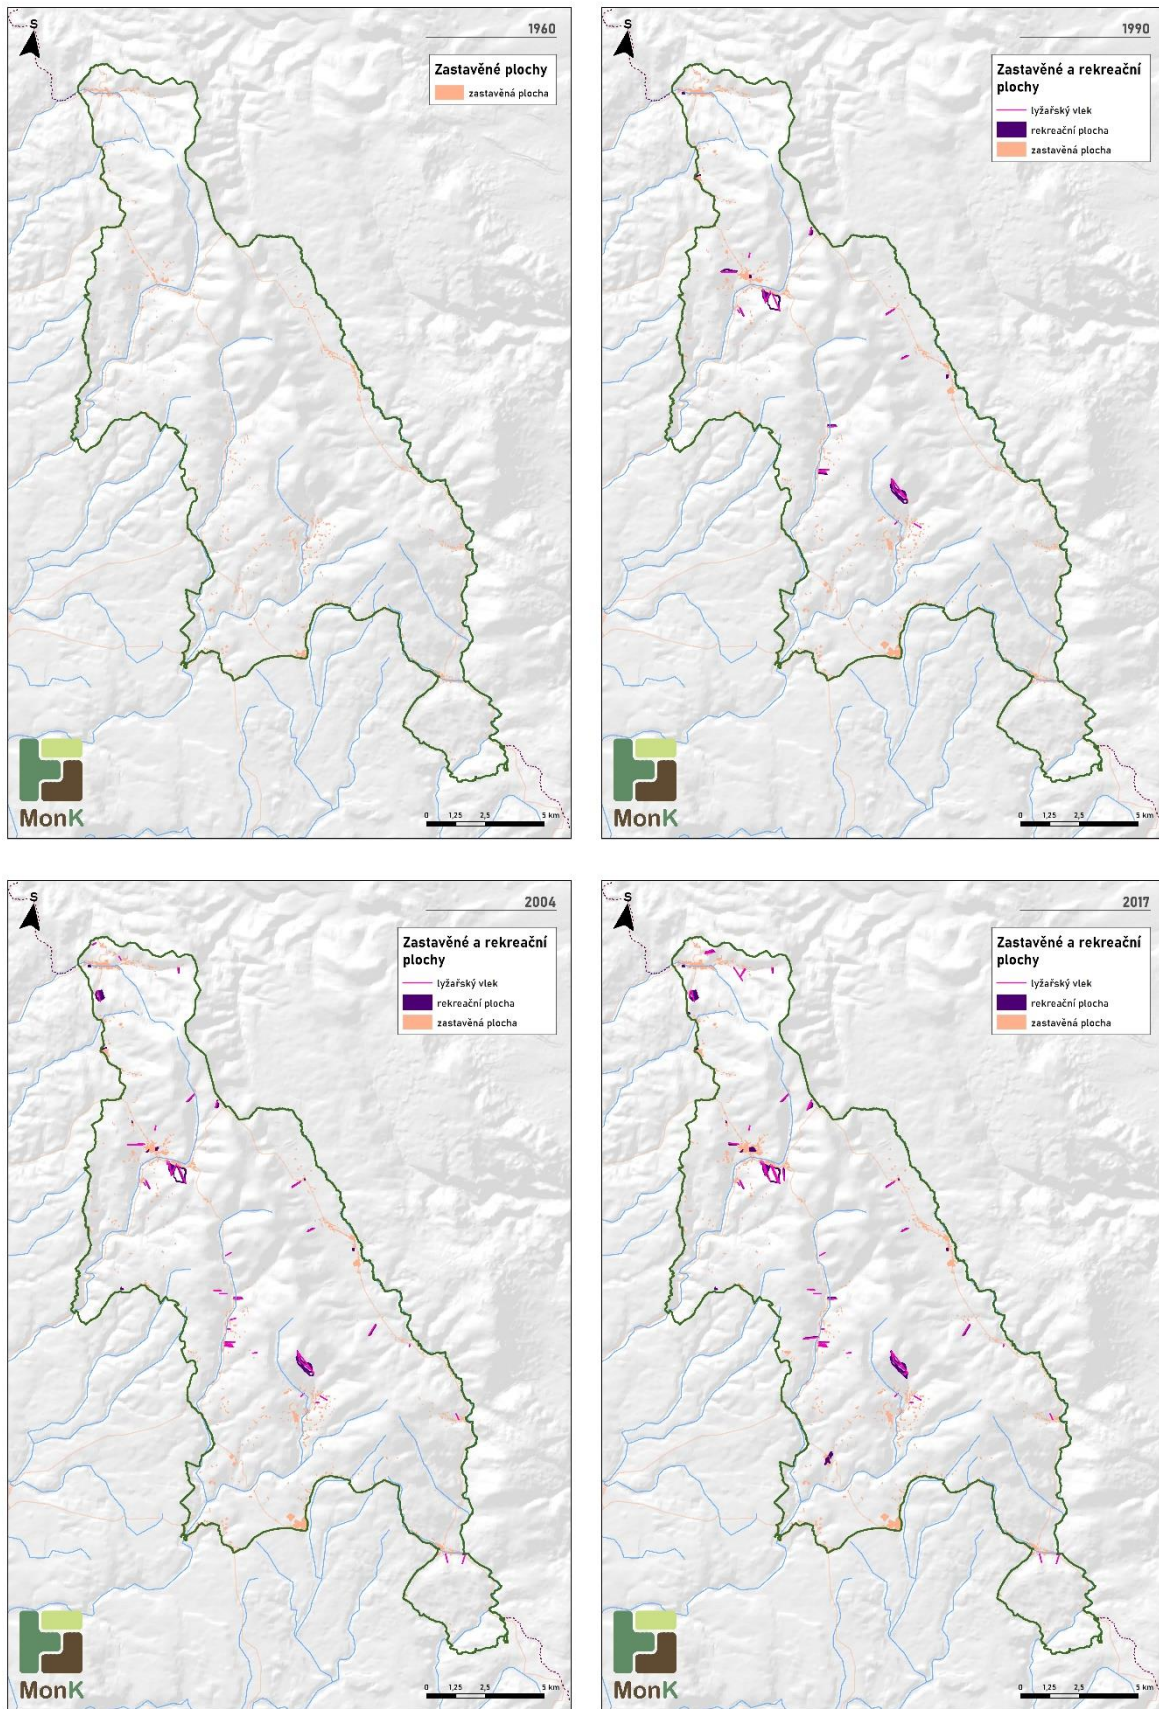 S
1960
Zastavěné plochy
zastavěná plocha
MonK
0 1,25 2,5 5 km
S
1990
Zastavěné a rekreační
plochy
lyžařský vlek
rekreační plocha
zastavěná plocha
MonK
0 1,25 2,5 5 km
S
2004
Zastavěné a rekreační
plochy
lyžařský vlek
rekreační plocha
zastavěná plocha
MonK
0 1,25 2,5 5 km
S
2017
Zastavěné a rekreační
plochy
lyžařský vlek
rekreační plocha
zastavěná plocha
MonK
0 1,25 2,5 5 km